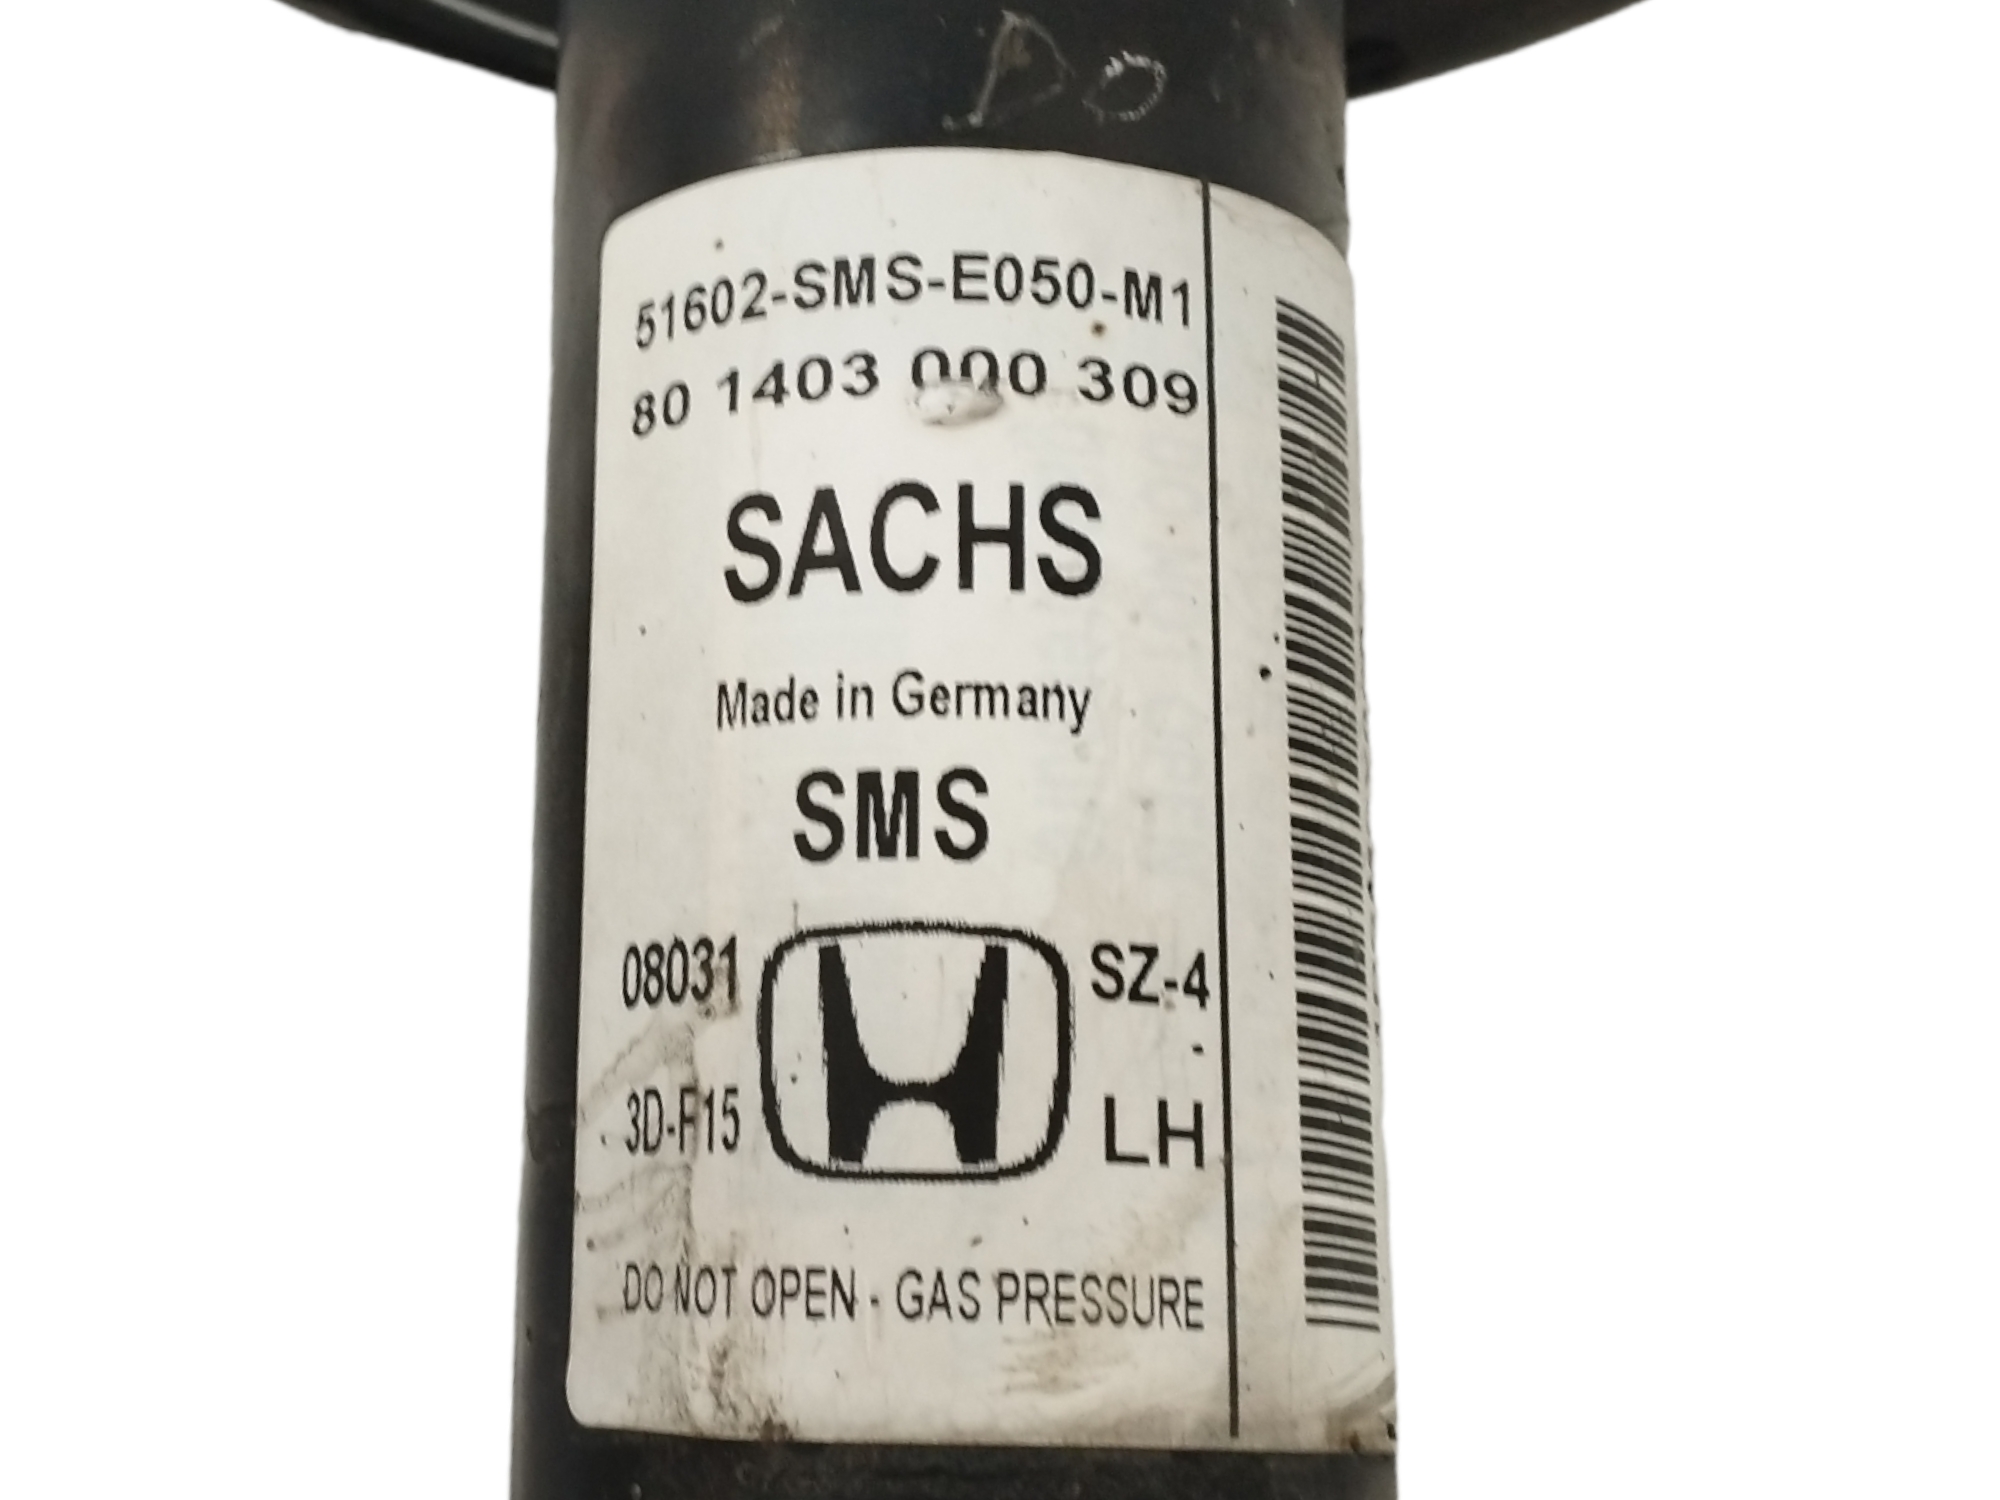 Do
51602-SMS-E050-M1
80 1403 000 309
SACHS
Made in Germany
SMS
08031 SZ-4
3D-F15 LH
DO NOT OPEN - GAS PRESSURE